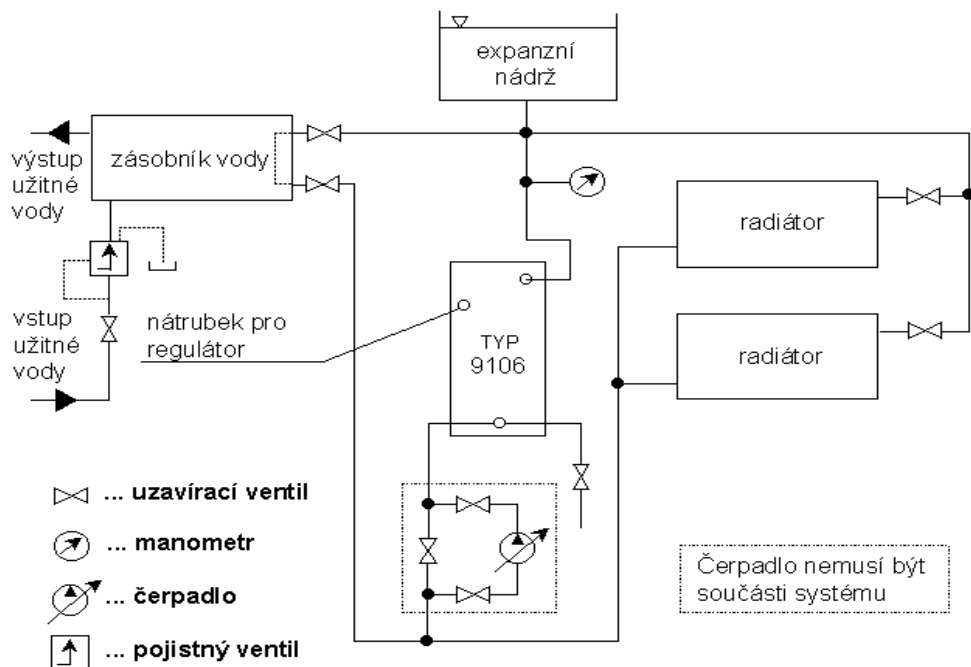 expanzní
nádrž
výstup
užitné
vody
zásobník vody
radiátor
vstup
užitné
vody
nátrubek pro
regulátor
TYP
9106
radiátor
... uzavírací ventil
... manometr
... čerpadlo
... pojistný ventil
Čerpadlo nemusí být
součásti systému